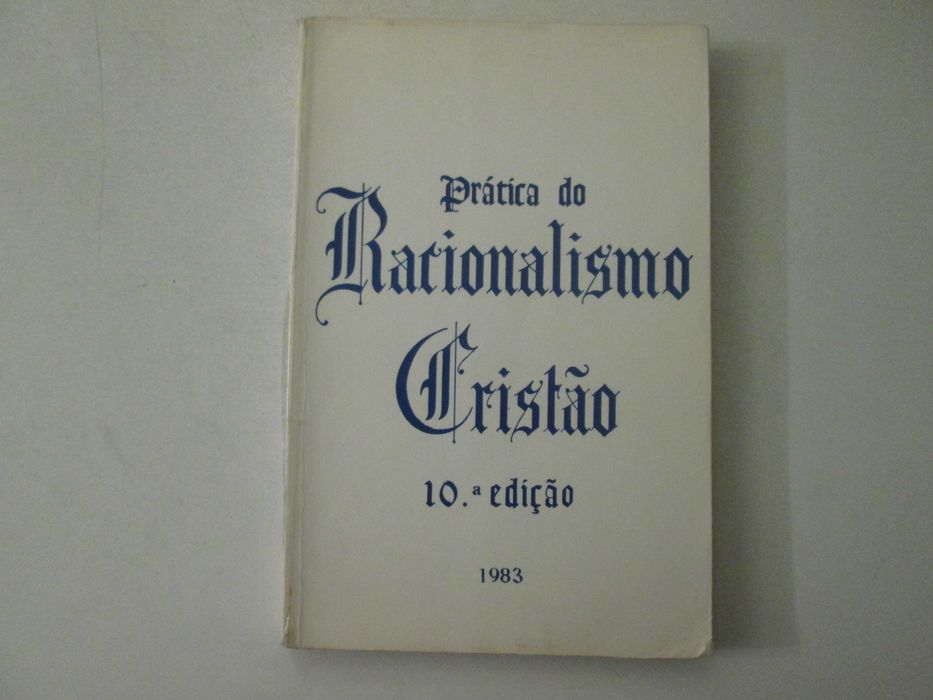 Prática do
Racionalismo
Cristão
10.ª edição
1983